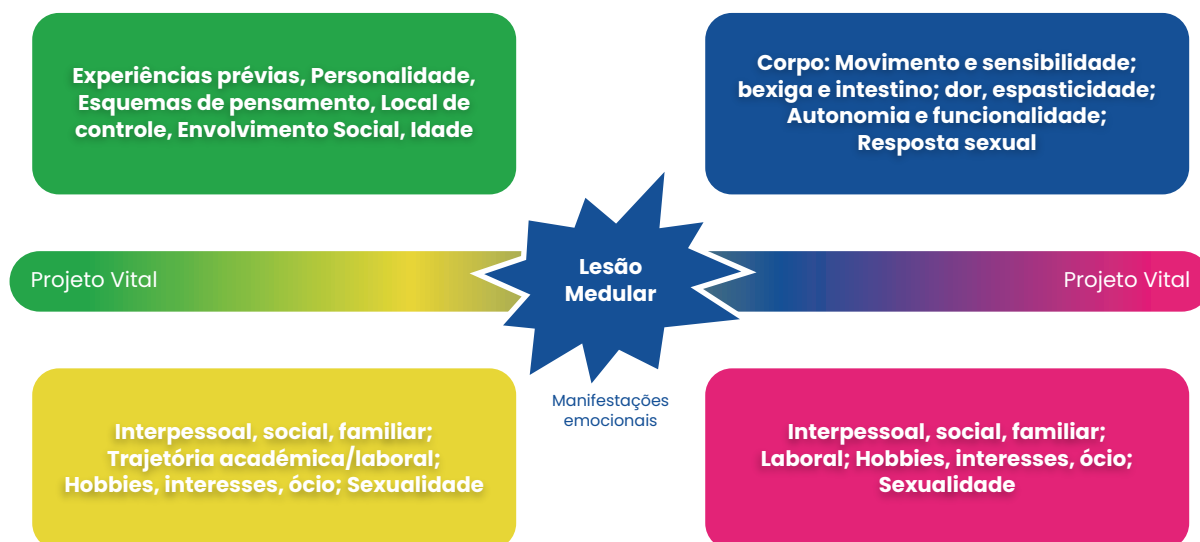 Experiências prévias, Personalidade,
Esquemas de pensamento, Local de
controle, Envolvimento Social, Idade
Corpo: Movimento e sensibilidade;
bexiga e intestino; dor, espasticidade;
Autonomia e funcionalidade;
Resposta sexual
Projeto Vital
Lesão
Medular
Projeto Vital
Manifestações
emocionais
Interpessoal, social, familiar;
Trajetória académica/laboral;
Hobbies, interesses, ócio; Sexualidade
Interpessoal, social, familiar;
Laboral; Hobbies, interesses, ócio;
Sexualidade